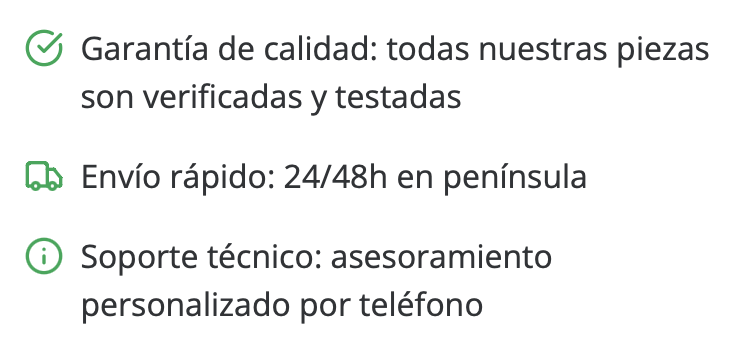 Garantía de calidad: todas nuestras piezas
son verificadas y testadas
Envío rápido: 24/48h en península
Soporte técnico: asesoramiento
personalizado por teléfono